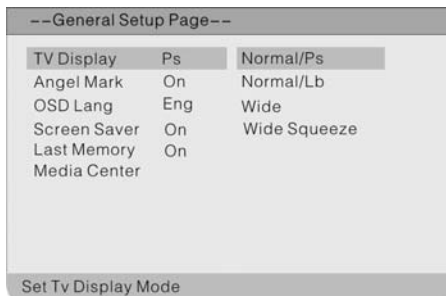 --General Setup Page--
TV Display Ps Normal/Ps
Angel Mark On Normal/Lb
OSD Lang Eng Wide
Screen Saver On Wide Squeeze
Last Memory On
Media Center
Set Tv Display Mode